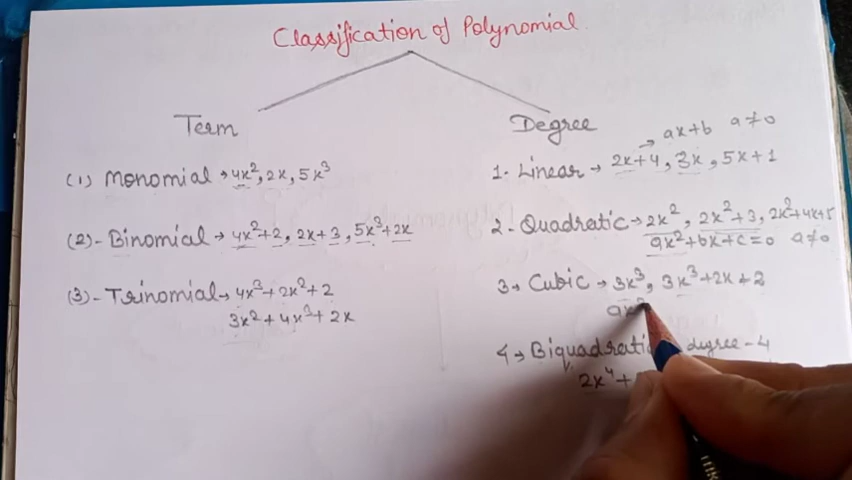 Classification of Polynomial
Term
(1) Monomial → 4x², 2x, 5x³
(2)- Binomial → 4x²+2, 2x+3, 5x³+2x
(3)- Trinomial → 4x³+2x²+2
3x²+4x³+2x
Degree
→ ax+b a≠0
1- Linear → 2x+4, 3x, 5x+1
2- Quadratic → 2x², 2x²+3, 2x²+4x+5
ax²+bx+c=0 a≠0
3→ Cubic → 3x³, 3x³+2x+2
4→ degree-4
2x⁴+